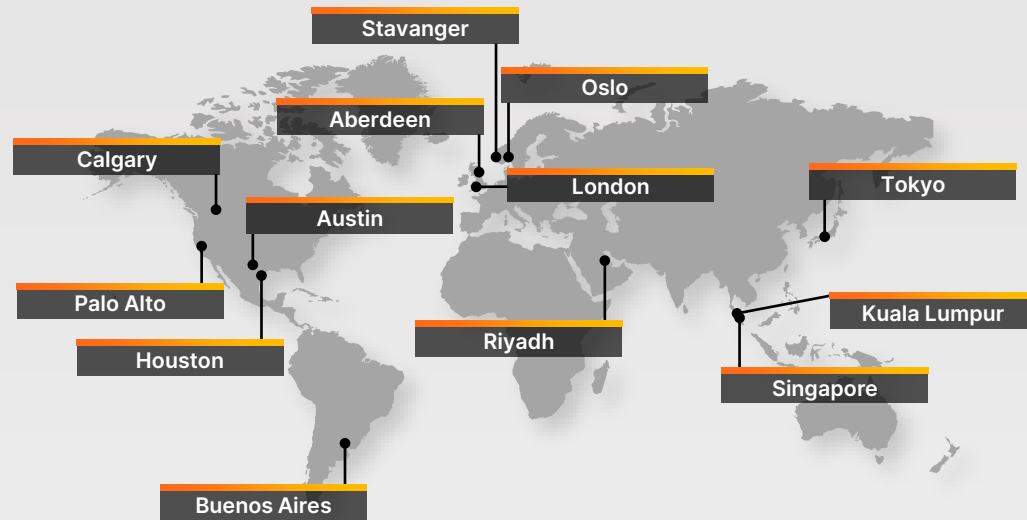 Stavanger
Oslo
Aberdeen
Calgary
London
Tokyo
Austin
Palo Alto
Kuala Lumpur
Riyadh
Houston
Singapore
Buenos Aires